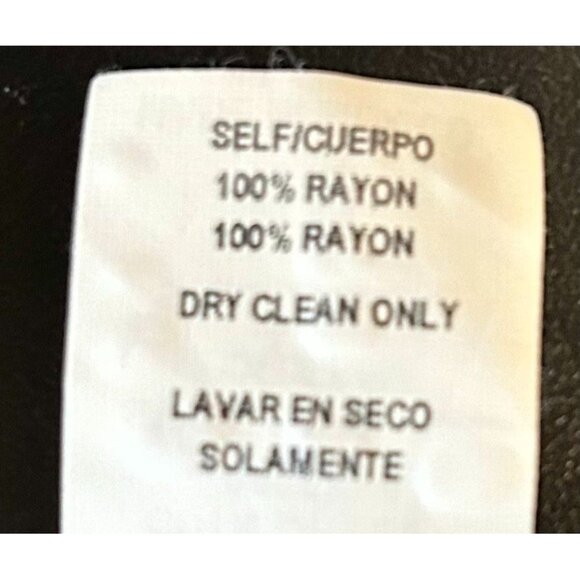 SELF/CUERPO
100% RAYON
100% RAYON
DRY CLEAN ONLY
LAVAR EN SECO
SOLAMENTE